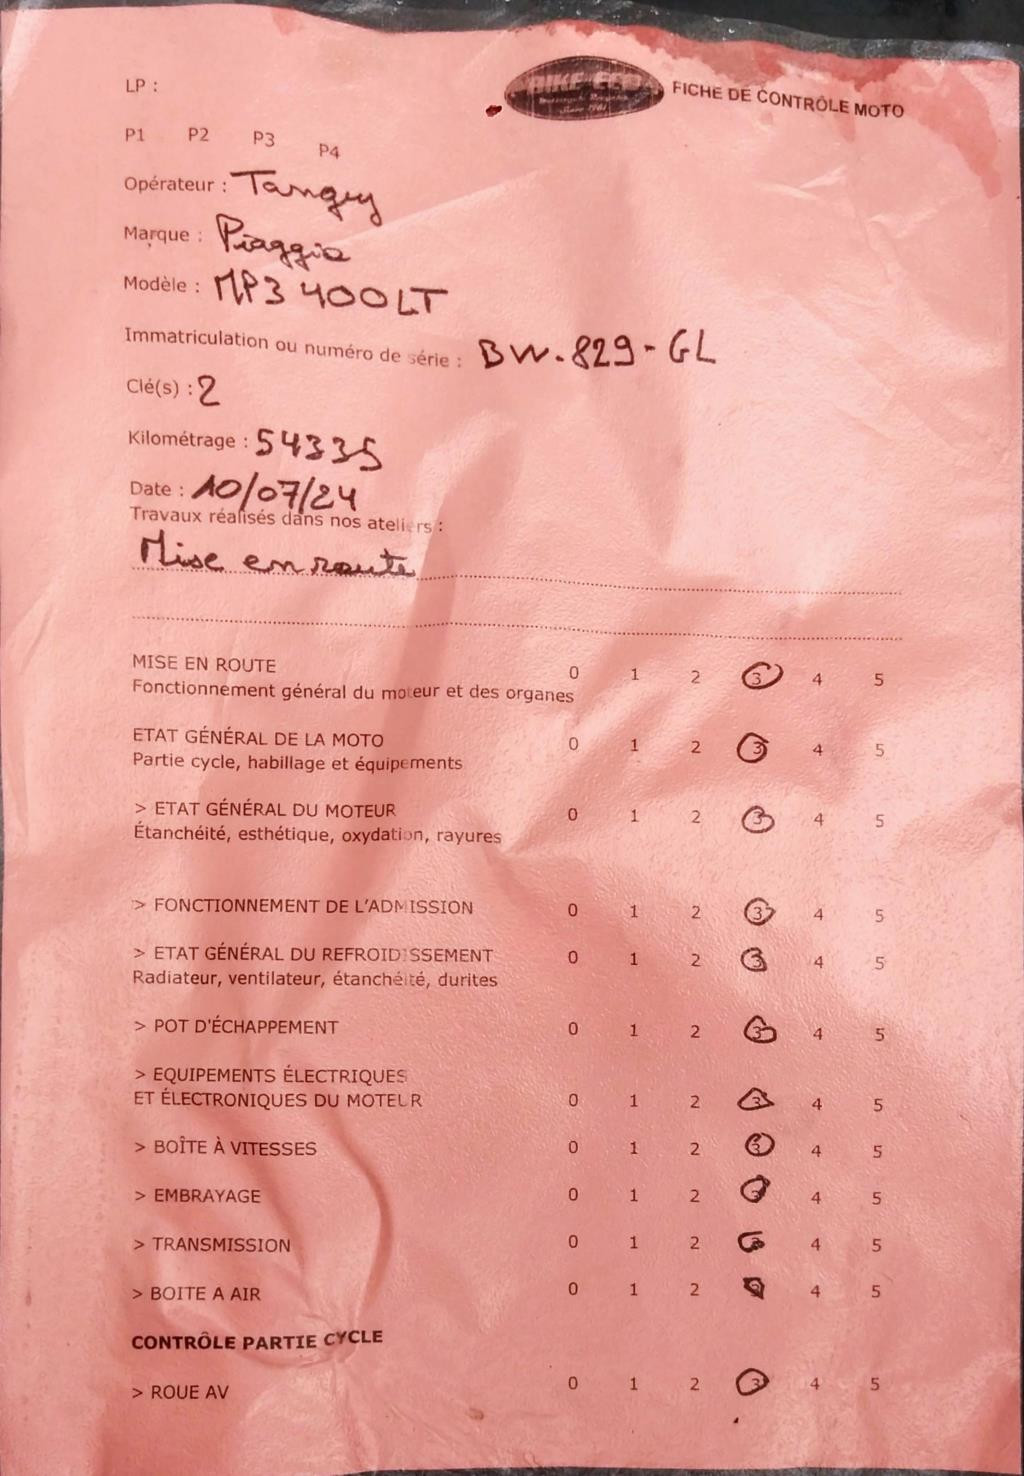 LP :
FICHE DE CONTRÔLE MOTO
P1 P2 P3 P4
Opérateur : Tanguy
Marque : Piaggio
Modèle : MP3 400LT
Immatriculation ou numéro de série : BW-829-GL
Clé(s) : 2
Kilométrage : 54335
Date : 10/07/24
Travaux réalisés dans nos ateliers :
Mise en route
MISE EN ROUTE 0 1 2 3 4 5
Fonctionnement général du moteur et des organes
ETAT GÉNÉRAL DE LA MOTO 0 1 2 3 4 5
Partie cycle, habillage et équipements
> ETAT GÉNÉRAL DU MOTEUR 0 1 2 3 4 5
Étanchéité, esthétique, oxydation, rayures
> FONCTIONNEMENT DE L'ADMISSION 0 1 2 3 4 5
> ETAT GÉNÉRAL DU REFROIDISSEMENT 0 1 2 3 4 5
Radiateur, ventilateur, étanchéité, durites
> POT D'ÉCHAPPEMENT 0 1 2 3 4 5
> EQUIPEMENTS ÉLECTRIQUES
ET ÉLECTRONIQUES DU MOTEUR 0 1 2 3 4 5
> BOÎTE À VITESSES 0 1 2 3 4 5
> EMBRAYAGE 0 1 2 3 4 5
> TRANSMISSION 0 1 2 3 4 5
> BOITE A AIR 0 1 2 3 4 5
CONTRÔLE PARTIE CYCLE
> ROUE AV 0 1 2 3 4 5